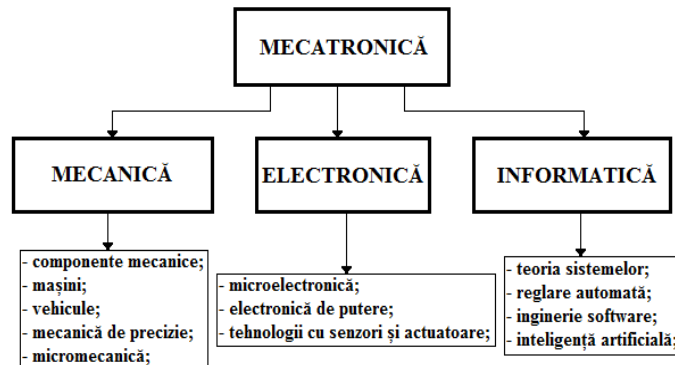 MECATRONICĂ
MECANICĂ
ELECTRONICĂ
INFORMATICĂ
- componente mecanice;
- mașini;
- vehicule;
- mecanică de precizie;
- micromecanică;
- microelectronică;
- electronică de putere;
- tehnologii cu senzori și actuatoare;
- teoria sistemelor;
- reglare automată;
- inginerie software;
- inteligență artificială;